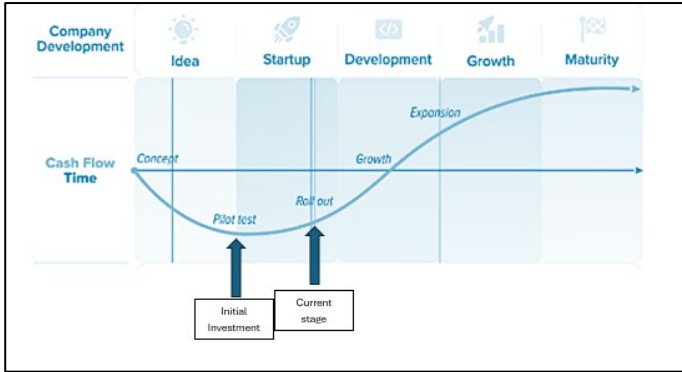 Company
Development
Idea
Startup
Development
Growth
Maturity
Cash Flow
Time
Concept
Pilot test
Roll out
Growth
Expansion
Initial
Investment
Current
stage